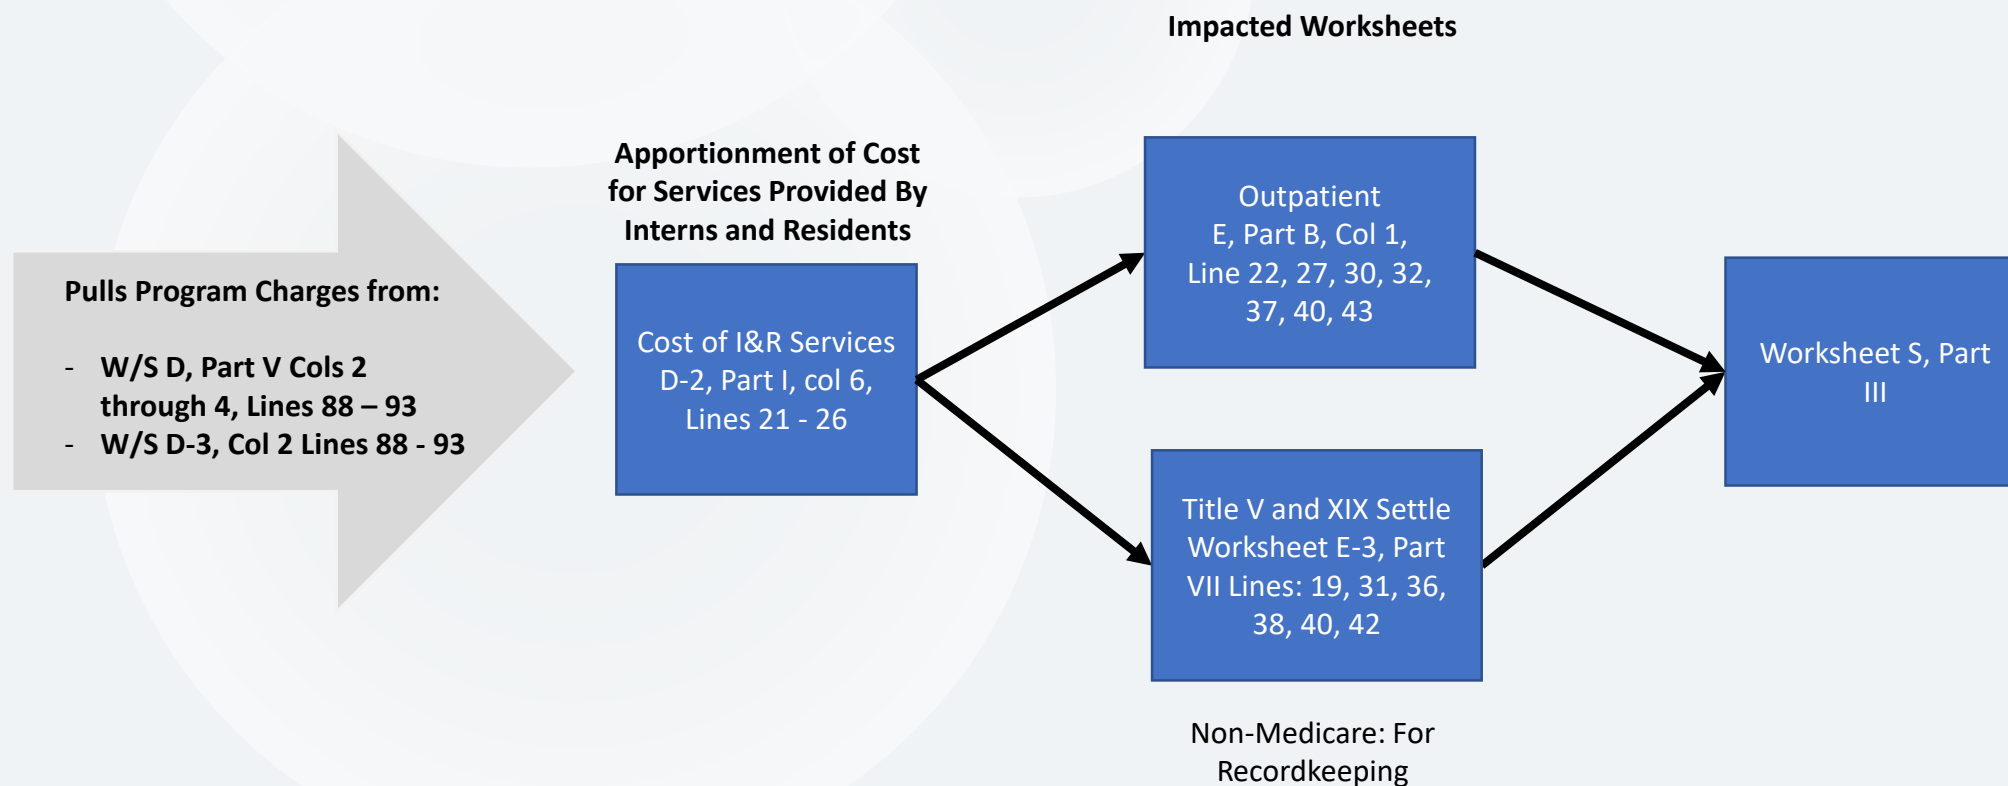 Impacted Worksheets
Pulls Program Charges from:
- W/S D, Part V Cols 2
through 4, Lines 88 – 93
- W/S D-3, Col 2 Lines 88 - 93
Apportionment of Cost
for Services Provided By
Interns and Residents
Cost of I&R Services
D-2, Part I, col 6,
Lines 21 - 26
Outpatient
E, Part B, Col 1,
Line 22, 27, 30, 32,
37, 40, 43
Title V and XIX Settle
Worksheet E-3, Part
VII Lines: 19, 31, 36,
38, 40, 42
Non-Medicare: For
Recordkeeping
Worksheet S, Part
III